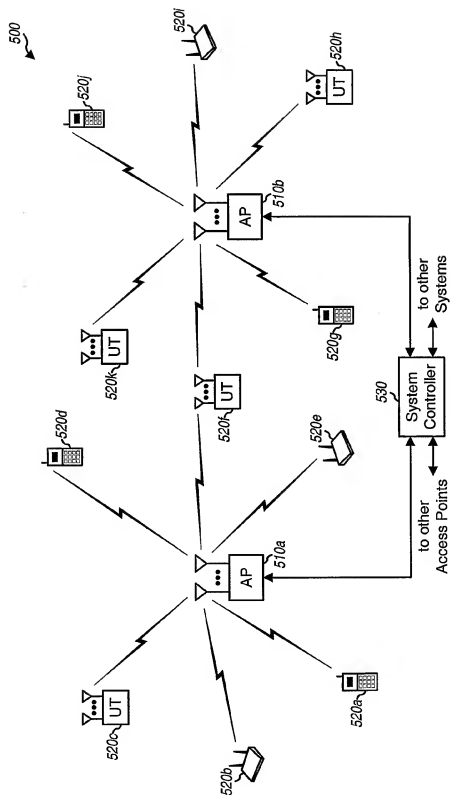 500
520j
520i
520d
520k
UT
520h
UT
AP
510b
520c
UT
520f
UT
520g
520e
AP
510a
520b
520a
530
System
Controller
to other
Access Points
to other
Systems